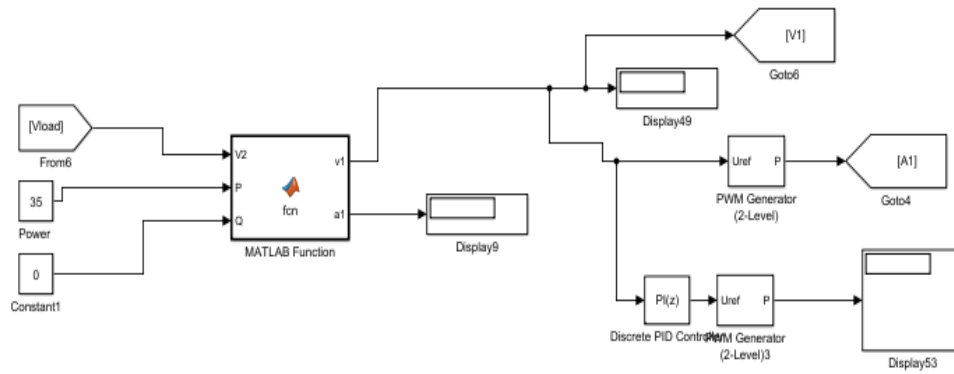 [V1]
Goto6
Display49
[Vload]
From6
V2
v1
P
35
Power
fcn
Q
a1
MATLAB Function
Display9
0
Constant1
Uref
P
PWM Generator
(2-Level)
[A1]
Goto4
PI(z)
Discrete PID Controller
Uref
P
PWM Generator
(2-Level)3
Display53